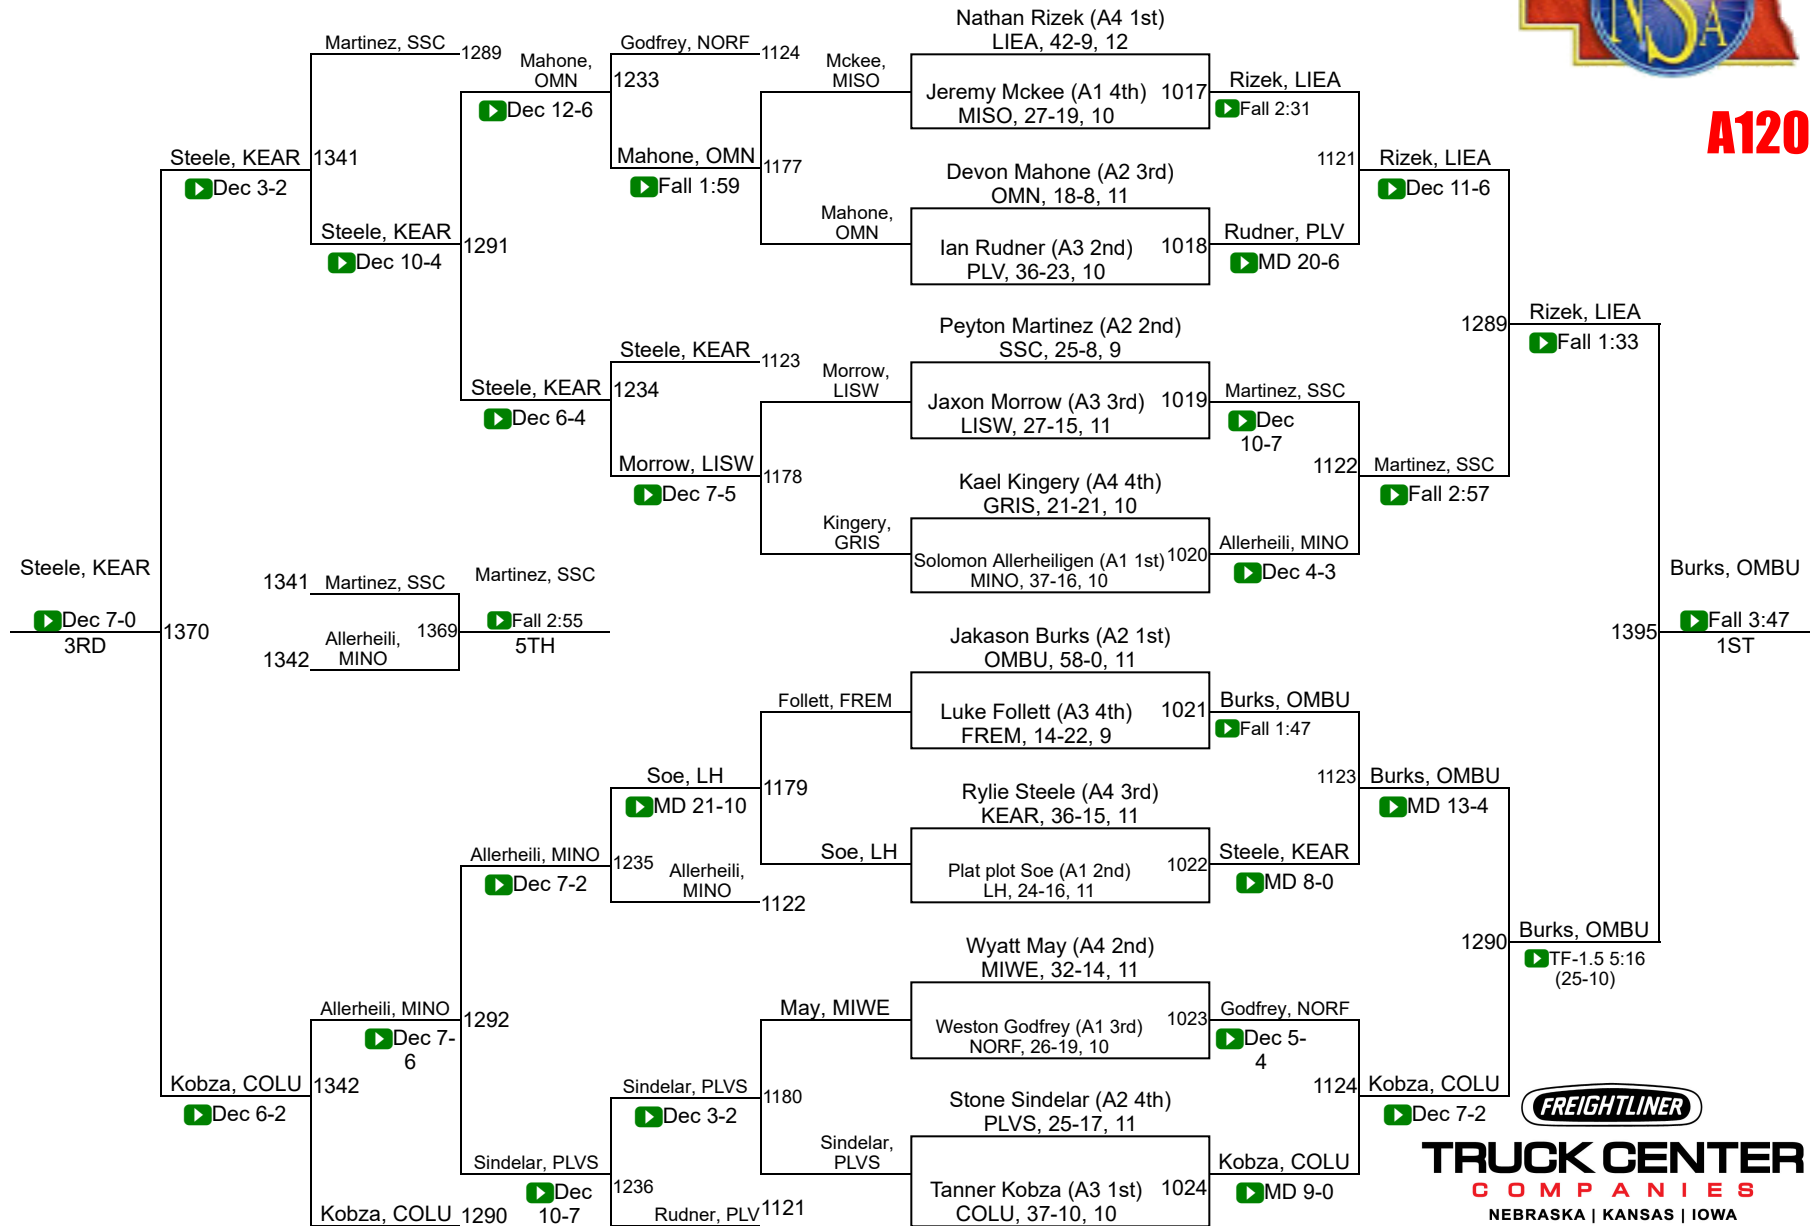 NSA
A120
Nathan Rizek (A4 1st)
LIEA, 42-9, 12
Jeremy Mckee (A1 4th) 1017
MISO, 27-19, 10
Devon Mahone (A2 3rd)
OMN, 18-8, 11
Ian Rudner (A3 2nd) 1018
PLV, 36-23, 10
Peyton Martinez (A2 2nd)
SSC, 25-8, 9
Jaxon Morrow (A3 3rd) 1019
LISW, 27-15, 11
Kael Kingery (A4 4th)
GRIS, 21-21, 10
Solomon Allerheiligen (A1 1st) 1020
MINO, 37-16, 10
Jakason Burks (A2 1st)
OMBU, 58-0, 11
Luke Follett (A3 4th) 1021
FREM, 14-22, 9
Rylie Steele (A4 3rd)
KEAR, 36-15, 11
Plat plot Soe (A1 2nd) 1022
LH, 24-16, 11
Wyatt May (A4 2nd)
MIWE, 32-14, 11
Weston Godfrey (A1 3rd) 1023
NORF, 26-19, 10
Stone Sindelar (A2 4th)
PLVS, 25-17, 11
Tanner Kobza (A3 1st) 1024
COLU, 37-10, 10
Rizek, LIEA
Fall 2:31
1121
Rudner, PLV
MD 20-6
Martinez, SSC
Dec
10-7
1122
Allerheili, MINO
Dec 4-3
Burks, OMBU
Fall 1:47
1123
Steele, KEAR
MD 8-0
Godfrey, NORF
Dec 5-
4
1124
Kobza, COLU
MD 9-0
Rizek, LIEA
Dec 11-6
1289
Martinez, SSC
Fall 2:57
Burks, OMBU
MD 13-4
1290
Kobza, COLU
Dec 7-2
Rizek, LIEA
Fall 1:33
1395
Burks, OMBU
TF-1.5 5:16
(25-10)
Burks, OMBU
Fall 3:47
1ST
Mckee,
MISO
1177
Mahone,
OMN
Morrow,
LISW
1178
Kingery,
GRIS
Follett, FREM
1179
Soe, LH
May, MIWE
1180
Sindelar,
PLVS
Godfrey, NORF 1124
1233
Mahone, OMN
Fall 1:59
Steele, KEAR 1123
1234
Morrow, LISW
Dec 7-5
Soe, LH
MD 21-10
1235
Allerheili,
MINO
1122
Sindelar, PLVS
Dec 3-2
1236
Rudner, PLV 1121
Mahone,
OMN
Dec 12-6
1291
Steele, KEAR
Dec 6-4
Allerheili, MINO
Dec 7-2
1292
Sindelar, PLVS
Dec
10-7
Martinez, SSC 1289
1341
Steele, KEAR
Dec 10-4
Allerheili, MINO
Dec 7-
6
1342
Kobza, COLU 1290
Steele, KEAR
Dec 3-2
1370
Kobza, COLU
Dec 6-2
Steele, KEAR
Dec 7-0
3RD
1341 Martinez, SSC
1369
1342
Allerheili,
MINO
Martinez, SSC
Fall 2:55
5TH
FREIGHTLINER
TRUCK CENTER
COMPANIES
NEBRASKA | KANSAS | IOWA